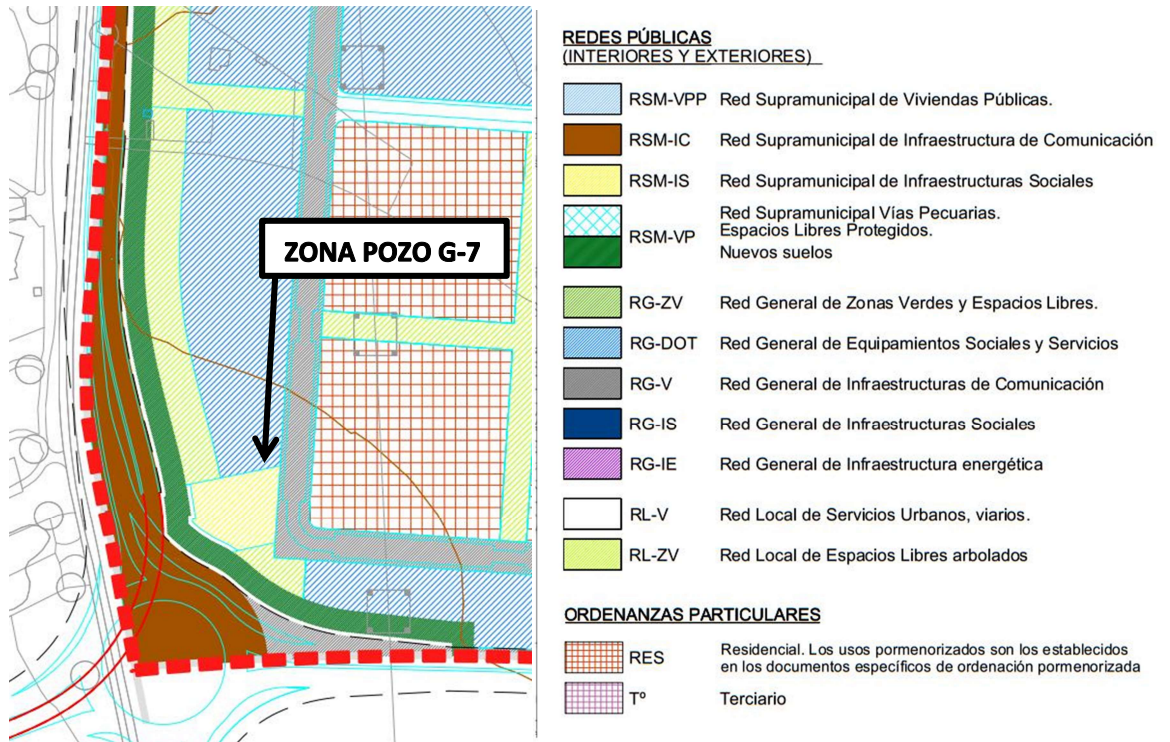 ZONA POZO G-7
REDES PÚBLICAS
(INTERIORES Y EXTERIORES)
RSM-VPP Red Supramunicipal de Viviendas Públicas.
RSM-IC Red Supramunicipal de Infraestructura de Comunicación
RSM-IS Red Supramunicipal de Infraestructuras Sociales
RSM-VP Red Supramunicipal Vías Pecuarias.
Espacios Libres Protegidos.
Nuevos suelos
RG-ZV Red General de Zonas Verdes y Espacios Libres.
RG-DOT Red General de Equipamientos Sociales y Servicios
RG-V Red General de Infraestructuras de Comunicación
RG-IS Red General de Infraestructuras Sociales
RG-IE Red General de Infraestructura energética
RL-V Red Local de Servicios Urbanos, viarios.
RL-ZV Red Local de Espacios Libres arbolados
ORDENANZAS PARTICULARES
RES Residencial. Los usos pormenorizados son los establecidos
en los documentos específicos de ordenación pormenorizada
Tº Terciario